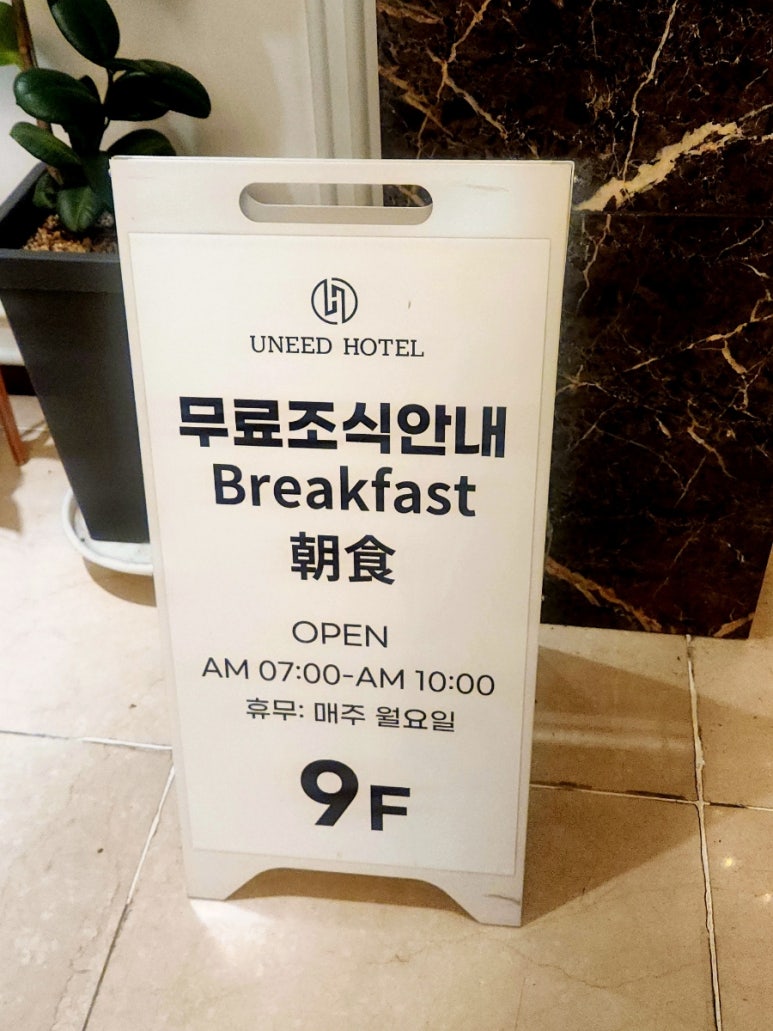 UNEED HOTEL
무료조식안내
Breakfast
朝食
OPEN
AM 07:00-AM 10:00
휴무: 매주 월요일
9F